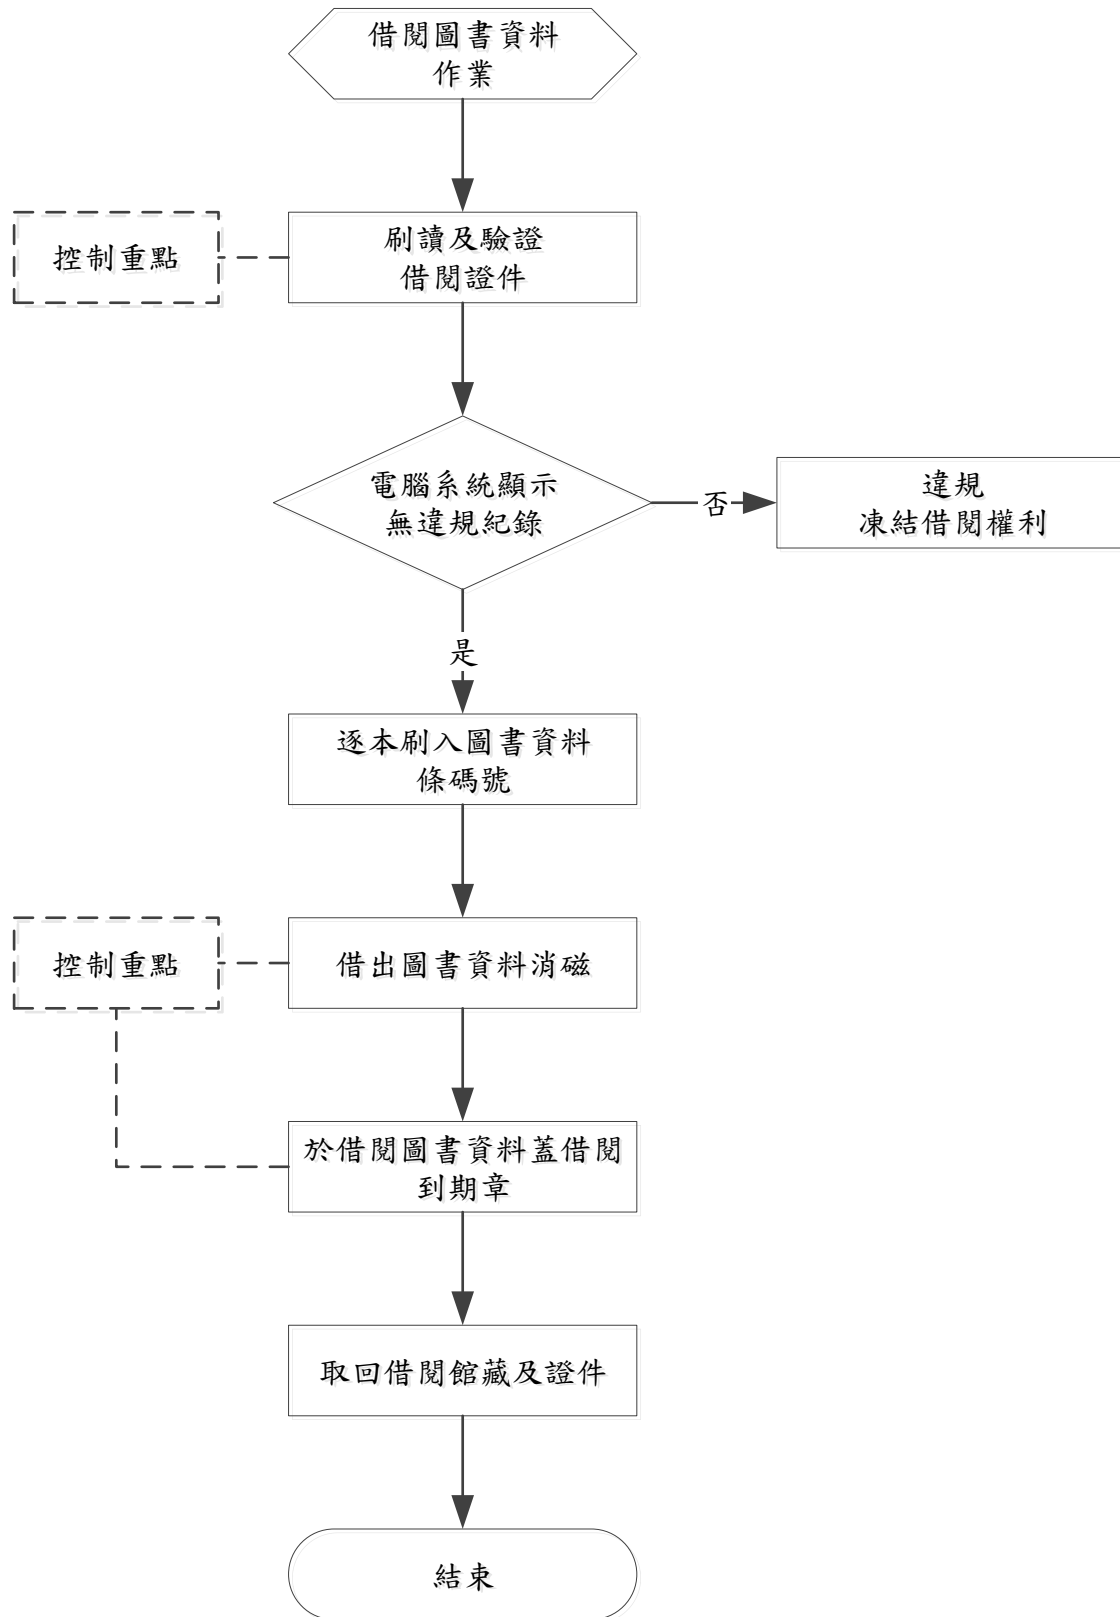 借閱圖書資料
作業
刷讀及驗證
借閱證件
控制重點
電腦系統顯示
無違規紀錄
否
違規
凍結借閱權利
是
逐本刷入圖書資料
條碼號
控制重點
借出圖書資料消磁
於借閱圖書資料蓋借閱
到期章
取回借閱館藏及證件
結束